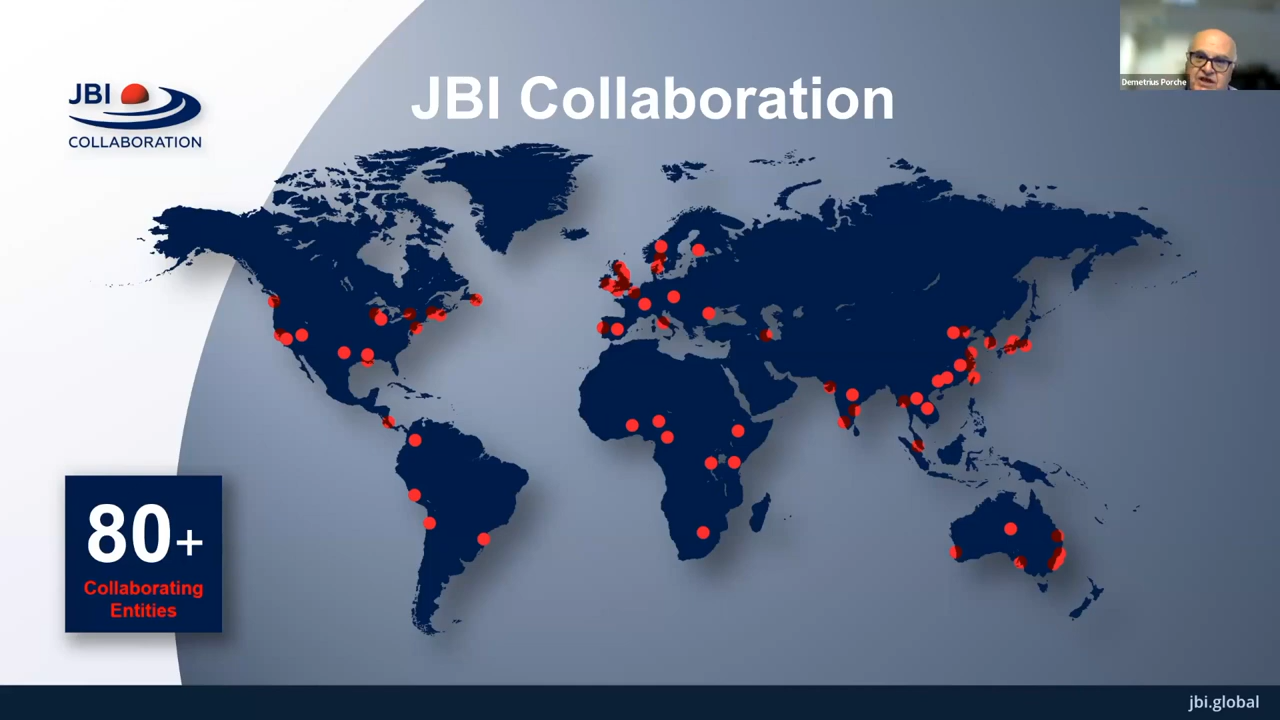 JBI
COLLABORATION
JBI Collaboration
Demetrius Porche
80+
Collaborating
Entities
jbi.global